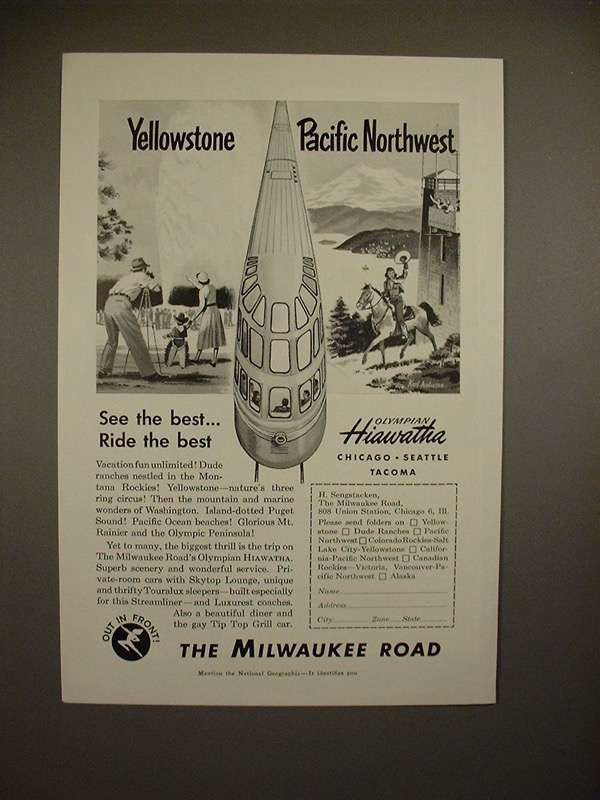 Yellowstone
Pacific Northwest
See the best...
Ride the best
Vacation fun unlimited! Dude
ranches nestled in the Mon-
tana Rockies! Yellowstone—nature's three
ring circus! Then the mountain and marine
wonders of Washington. Island-dotted Puget
Sound! Pacific Ocean beaches! Glorious Mt.
Rainier and the Olympic Peninsula!
Yet to many, the biggest thrill is the trip on
The Milwaukee Road's Olympian HIAWATHA.
Superb scenery and wonderful service. Pri-
vate-room cars with Skytop Lounge, unique
and thrifty Touralux sleepers—built especially
for this Streamliner—and Luxurest coaches.
Also a beautiful diner and
the gay Tip Top Grill car.
OLYMPIAN
Hiawatha
CHICAGO • SEATTLE
TACOMA
H. Sengstacken,
The Milwaukee Road,
808 Union Station, Chicago 6, Ill.
Please send folders on □ Yellow-
stone □ Dude Ranches □ Pacific
Northwest □ Colorado Rockies-Salt
Lake City-Yellowstone □ Califor-
nia-Pacific Northwest □ Canadian
Rockies—Victoria, Vancouver-Pa-
cific Northwest □ Alaska
Name
Address
City Zone State
OUT IN FRONT!
THE MILWAUKEE ROAD
Mention the National Geographic—It identifies you